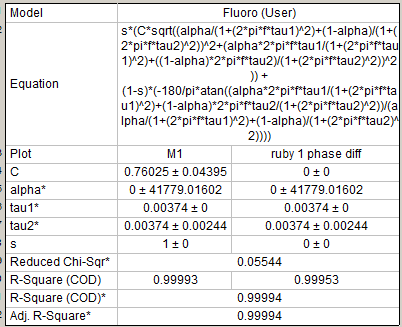 Model Fluoro (User)
Equation
s*(C*sqrt((alpha/(1+(2*pi*f*tau1)^2)+(1-alpha)/(1+(
2*pi*f*tau2)^2))^2+(alpha*2*pi*f*tau1/(1+(2*pi*f*tau
1)^2)+((1-alpha)*2*pi*f*tau2)/(1+(2*pi*f*tau2)^2))^2
)) +
(1-s)*(-180/pi*atan((alpha*2*pi*f*tau1/(1+(2*pi*f*ta
u1)^2)+(1-alpha)*2*pi*f*tau2/(1+(2*pi*f*tau2)^2))/(a
lpha/(1+(2*pi*f*tau1)^2)+(1-alpha)/(1+(2*pi*f*tau2)^
2))))
Plot M1 ruby 1 phase diff
C 0.76025 ± 0.04395 0 ± 0
alpha* 0 ± 41779.01602 0 ± 41779.01602
tau1* 0.00374 ± 0 0.00374 ± 0
tau2* 0.00374 ± 0.00244 0.00374 ± 0.00244
s 1 ± 0 0 ± 0
Reduced Chi-Sqr* 0.05544
R-Square (COD) 0.99993 0.99953
R-Square (COD)* 0.99994
Adj. R-Square* 0.99994